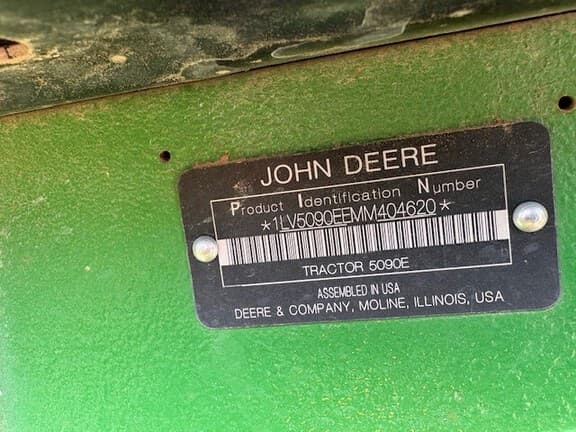 JOHN DEERE
Product Identification Number
*1LV5090EEMM404620*
TRACTOR 5090E
ASSEMBLED IN USA
DEERE & COMPANY, MOLINE, ILLINOIS, USA